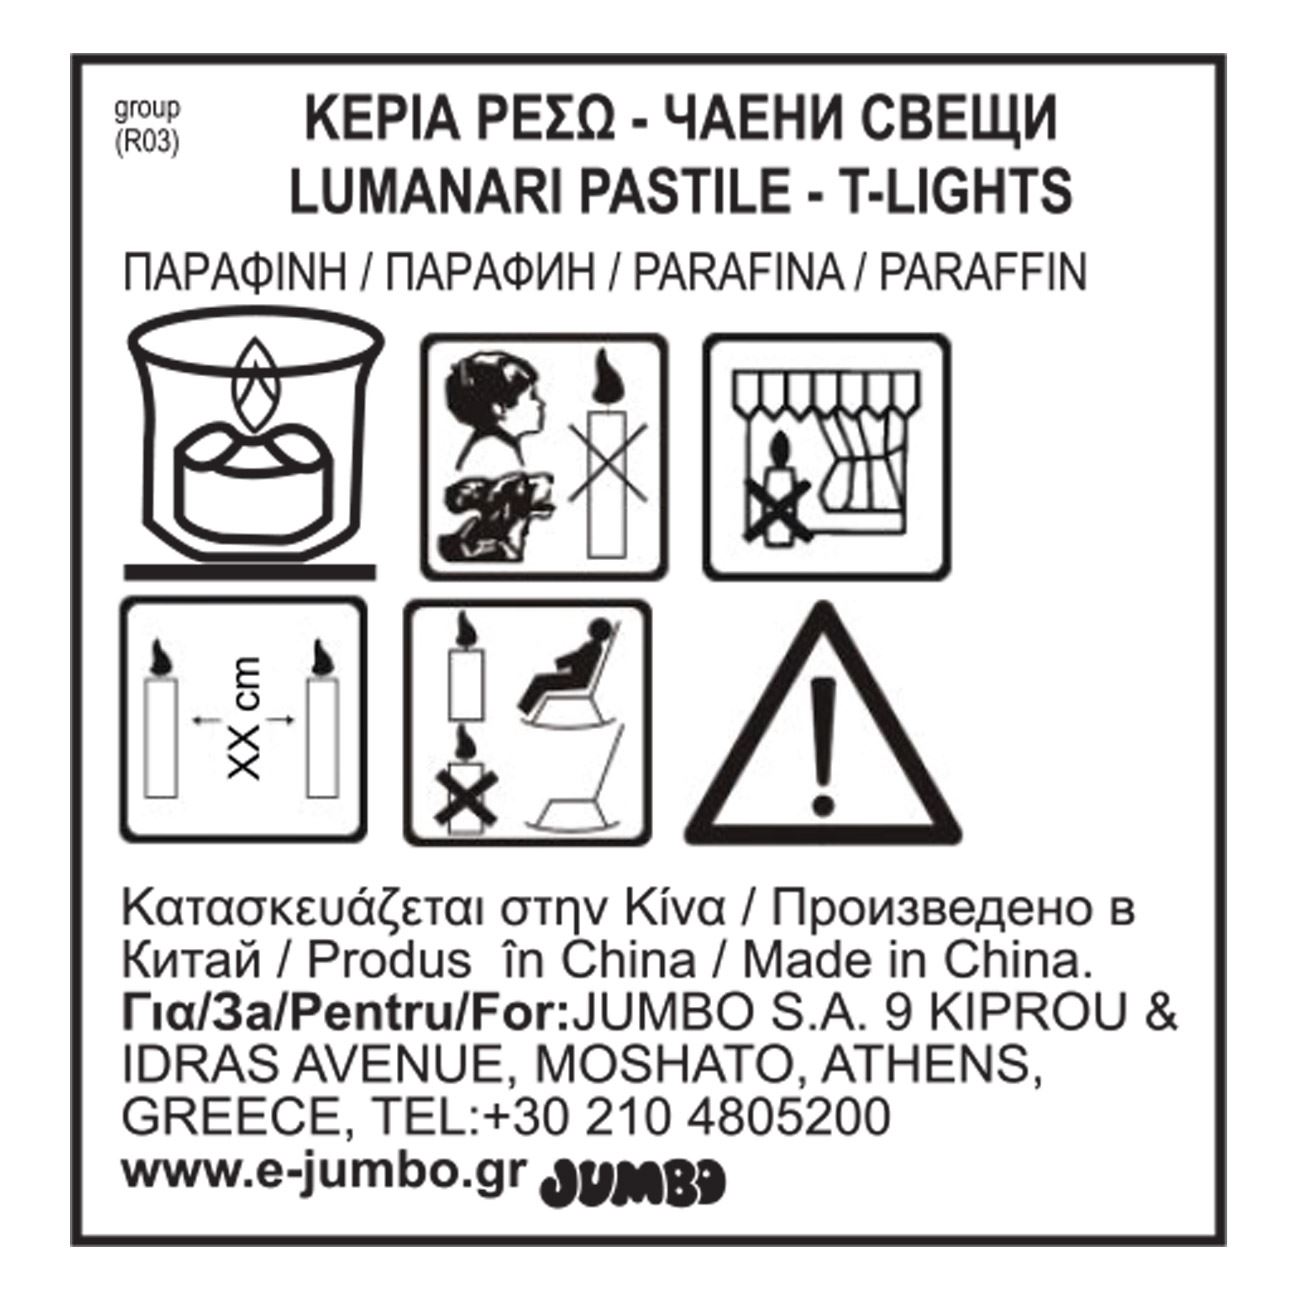 group
(R03)
ΚΕΡΙΑ ΡΕΣΩ - ЧАЕНИ СВЕЩИ
LUMANARI PASTILE - T-LIGHTS
ΠΑΡΑΦΙΝΗ / ПАРАФИН / PARAFINA / PARAFFIN
XX cm
Κατασκευάζεται στην Κίνα / Произведено в
Китай / Produs în China / Made in China.
Για/За/Pentru/For:JUMBO S.A. 9 KIPROU &
IDRAS AVENUE, MOSHATO, ATHENS,
GREECE, TEL:+30 210 4805200
www.e-jumbo.gr JUMBO